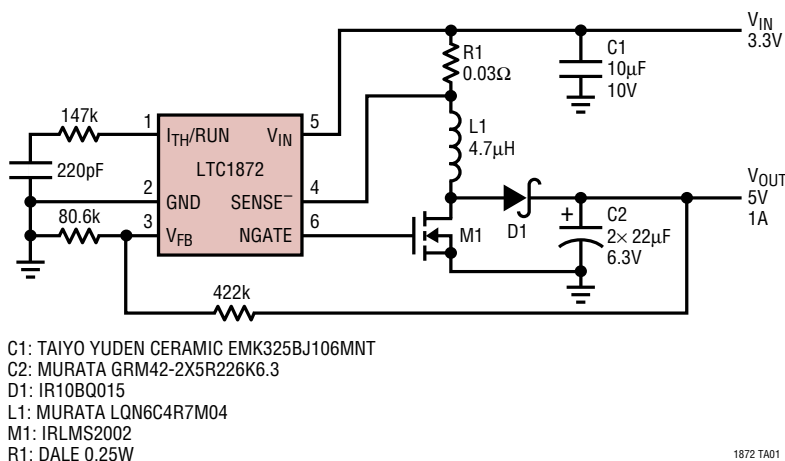 V_IN
3.3V
R1
0.03Ω
C1
10µF
10V
147k
1
I_TH/RUN
V_IN
5
L1
4.7µH
220pF
LTC1872
2
GND
SENSE⁻
4
V_OUT
5V
1A
80.6k
3
V_FB
NGATE
6
M1
D1
+
C2
2× 22µF
6.3V
422k
C1: TAIYO YUDEN CERAMIC EMK325BJ106MNT
C2: MURATA GRM42-2X5R226K6.3
D1: IR10BQ015
L1: MURATA LQN6C4R7M04
M1: IRLMS2002
R1: DALE 0.25W
1872 TA01